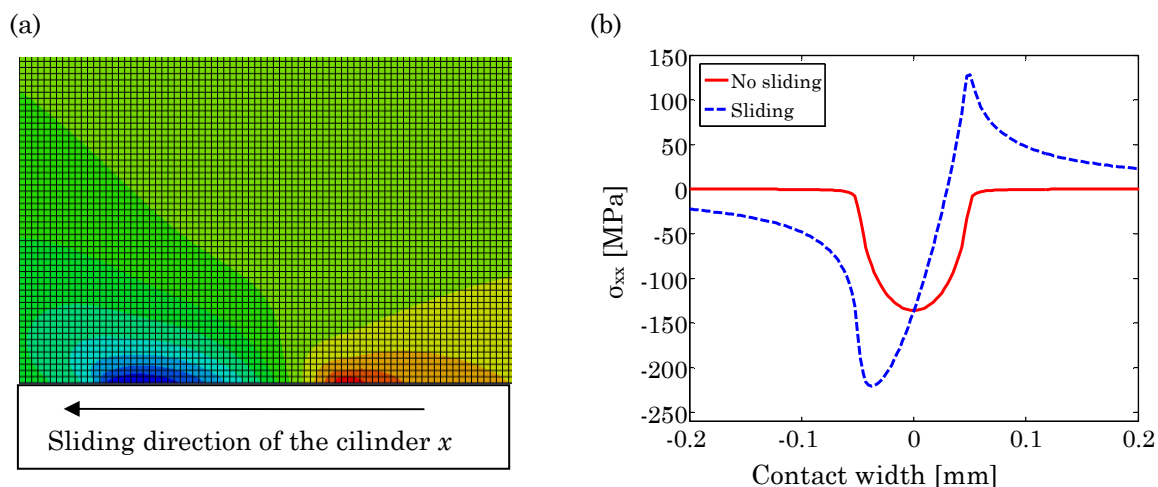 (a)
Sliding direction of the cilinder x
(b)
150
100
50
0
-50
-100
-150
-200
-250
σxx [MPa]
No sliding
Sliding
-0.2
-0.1
0
0.1
0.2
Contact width [mm]